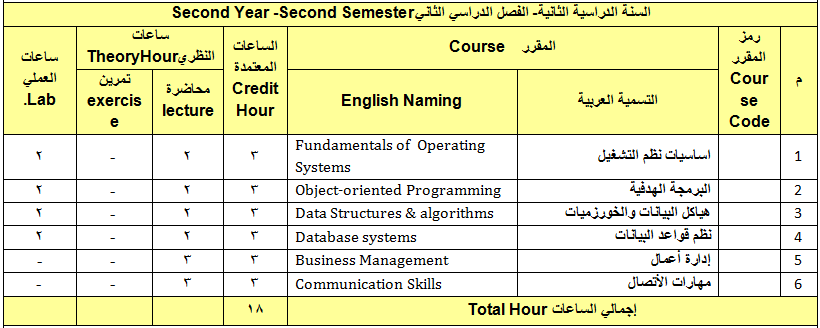 السنة الدراسية الثانية- الفصل الدراسي الثاني Second Year -Second Semester
م
رمز المقرر Cour se Code
المقرر Course
التسمية العربية
English Naming
الساعات المعتمدة Credit Hour
ساعات النظري TheoryHour
محاضرة lecture
تمرين exercis e
ساعات العملي Lab.
1 اساسيات نظم التشغيل Fundamentals of Operating Systems ٣ ٢ - ٢
2 البرمجة الهدفية Object-oriented Programming ٣ ٢ - ٢
3 هياكل البيانات والخورزميات Data Structures & algorithms ٣ ٢ - ٢
4 نظم قواعد البيانات Database systems ٣ ٢ - ٢
5 إدارة أعمال Business Management ٣ ٣ - -
6 مهارات الأتصال Communication Skills ٣ ٣ - -
إجمالي الساعات Total Hour ١٨